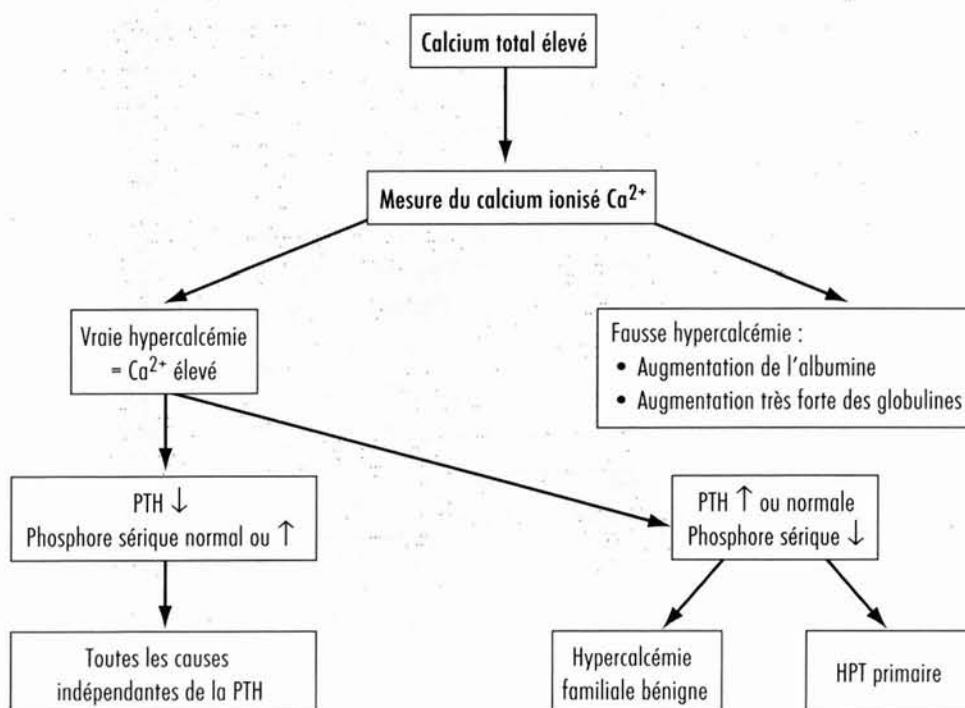 Calcium total élevé
Mesure du calcium ionisé Ca²⁺
Vraie hypercalcémie
= Ca²⁺ élevé
Fausse hypercalcémie :
• Augmentation de l'albumine
• Augmentation très forte des globulines
PTH ↓
Phosphore sérique normal ou ↑
PTH ↑ ou normale
Phosphore sérique ↓
Toutes les causes
indépendantes de la PTH
Hypercalcémie
familiale bénigne
HPT primaire